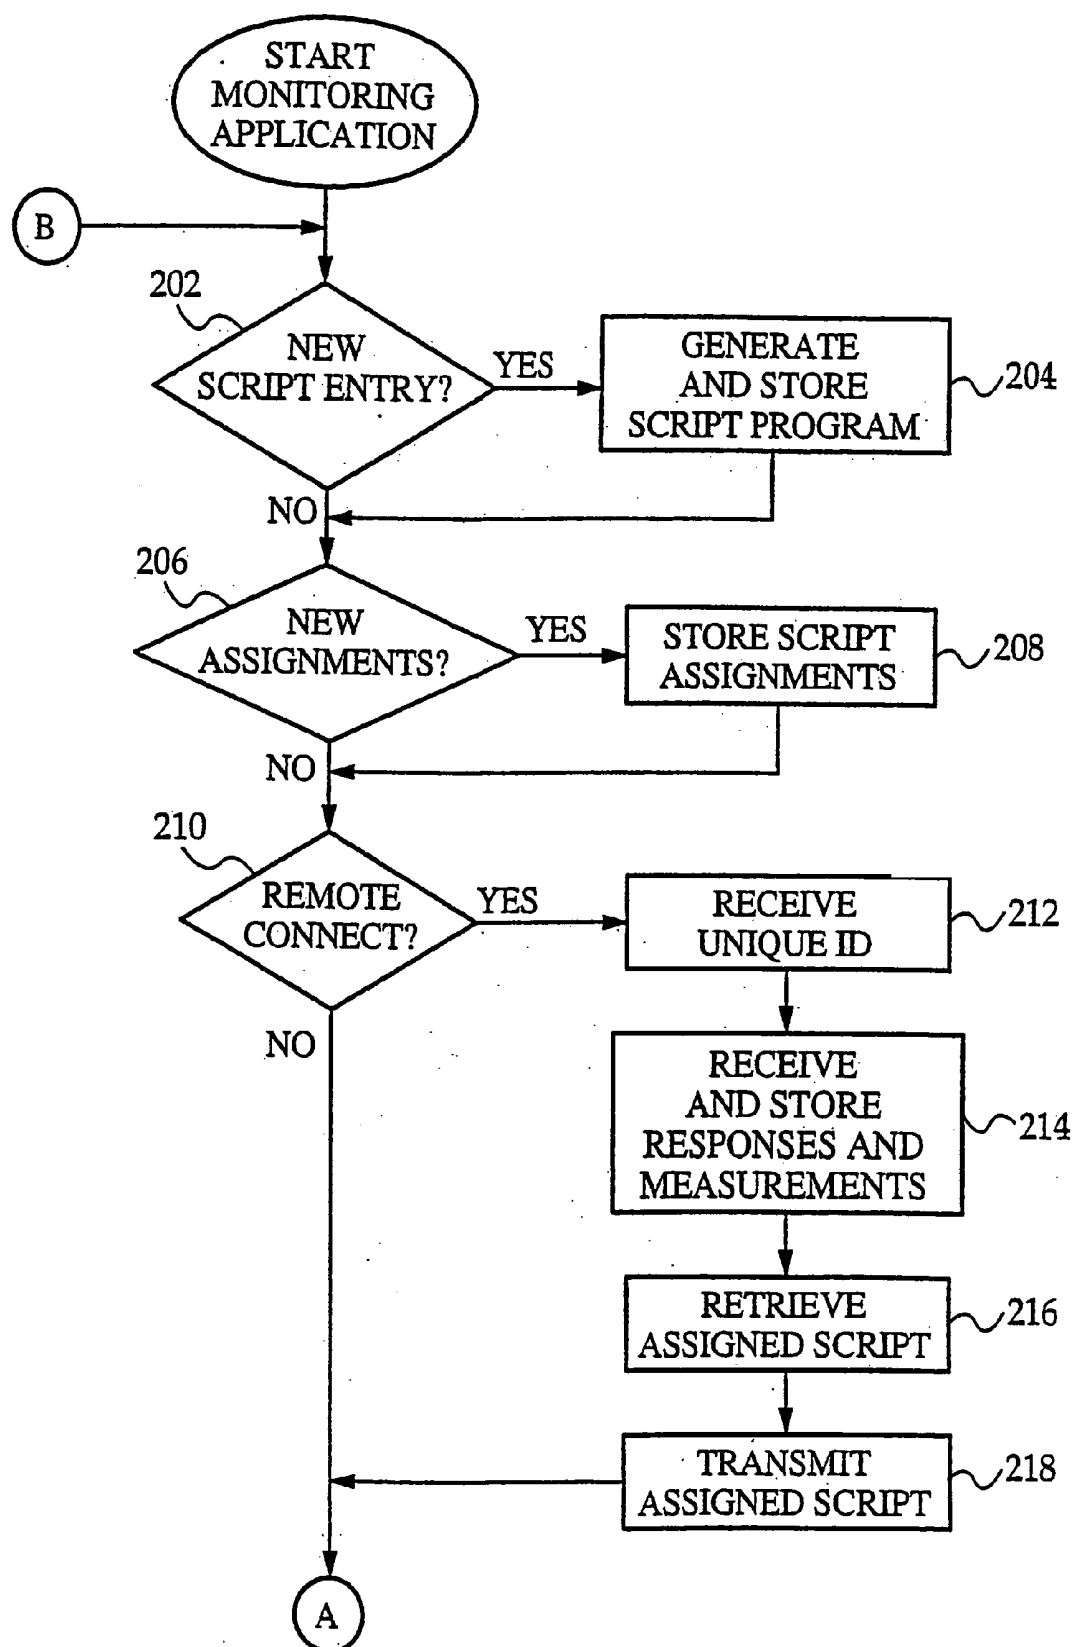 START
MONITORING
APPLICATION
B
202
NEW
SCRIPT ENTRY?
YES
GENERATE
AND STORE
SCRIPT PROGRAM
204
NO
206
NEW
ASSIGNMENTS?
YES
STORE SCRIPT
ASSIGNMENTS
208
NO
210
REMOTE
CONNECT?
YES
RECEIVE
UNIQUE ID
212
NO
RECEIVE
AND STORE
RESPONSES AND
MEASUREMENTS
214
RETRIEVE
ASSIGNED SCRIPT
216
TRANSMIT
ASSIGNED SCRIPT
218
A